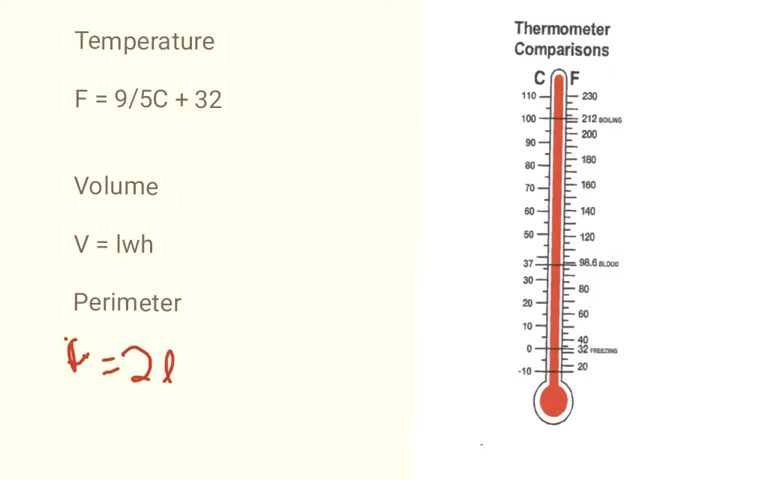 Temperature
F = 9/5C + 32
Volume
V = lwh
Perimeter
= 2l
Thermometer
Comparisons
C F
110 230
100 212 BOILING
200
90
80 180
70 160
60 140
50 120
37 98.6 BLOOD
30
80
20
60
10
40
0 32 FREEZING
-10 20